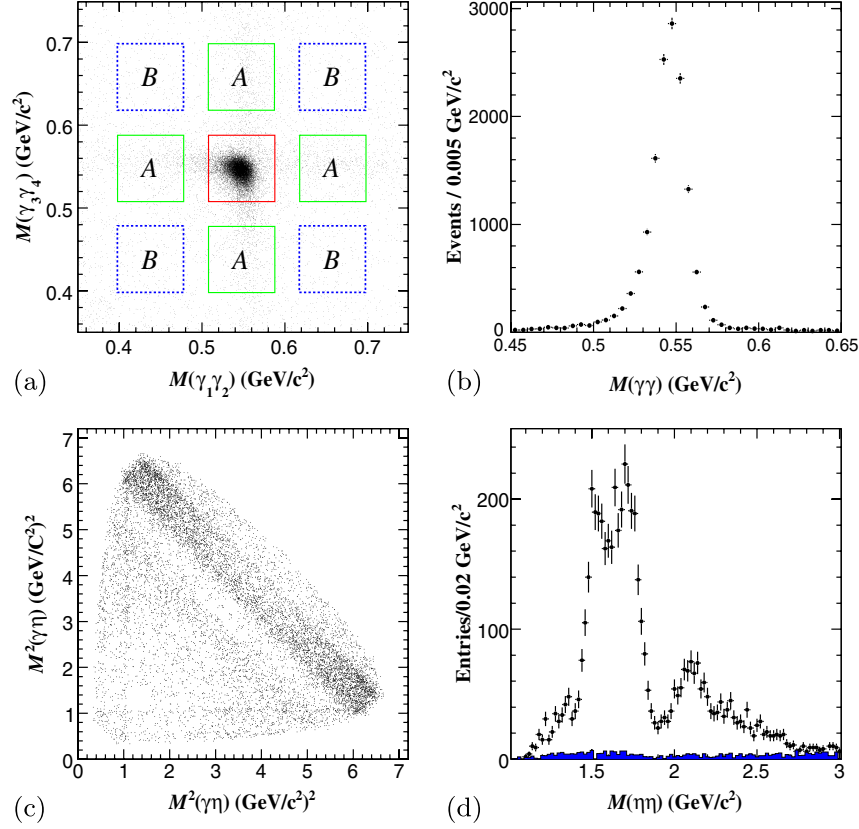 0.7
0.6
0.5
0.4
B A B
A A
B A B
M(γ₃γ₄) (GeV/c²)
0.4 0.5 0.6 0.7
(a) M(γ₁γ₂) (GeV/c²)
3000
2000
1000
0
Events / 0.005 GeV/c²
0.45 0.5 0.55 0.6 0.65
(b) M(γγ) (GeV/c²)
7
6
5
4
3
2
1
0
M²(γη) (GeV/C²)²
0 1 2 3 4 5 6 7
(c) M²(γη) (GeV/c²)²
200
100
0
Entries/0.02 GeV/c²
1.5 2 2.5 3
(d) M(ηη) (GeV/c²)